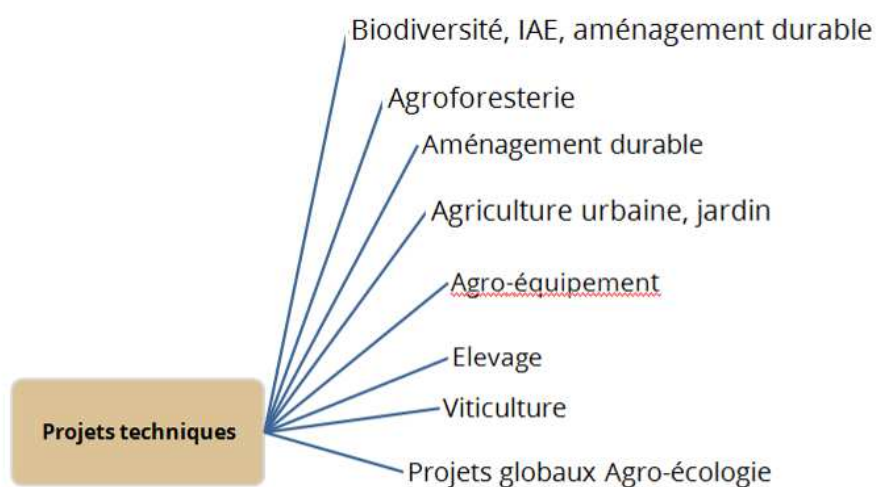 Biodiversité, IAE, aménagement durable
Agroforesterie
Aménagement durable
Agriculture urbaine, jardin
Agro-équipement
Elevage
Viticulture
Projets techniques
Projets globaux Agro-écologie